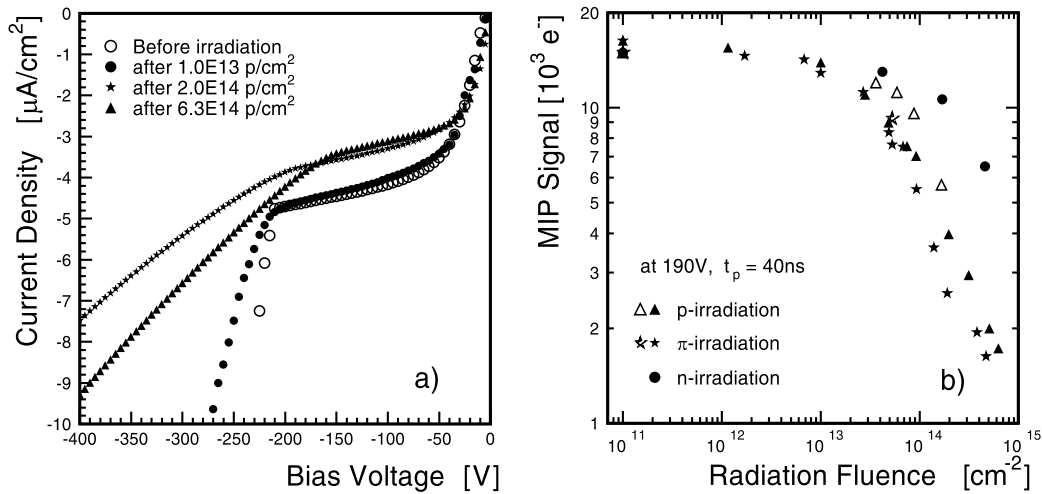 Current Density [μA/cm²]
0
-1
-2
-3
-4
-5
-6
-7
-8
-9
-10
Before irradiation
after 1.0E13 p/cm²
after 2.0E14 p/cm²
after 6.3E14 p/cm²
a)
-400 -350 -300 -250 -200 -150 -100 -50 0
Bias Voltage [V]
MIP Signal [10³ e⁻]
20
10
9
8
7
6
5
4
3
2
1
at 190V, tₚ = 40ns
p-irradiation
π-irradiation
n-irradiation
b)
10¹¹ 10¹² 10¹³ 10¹⁴ 10¹⁵
Radiation Fluence [cm⁻²]